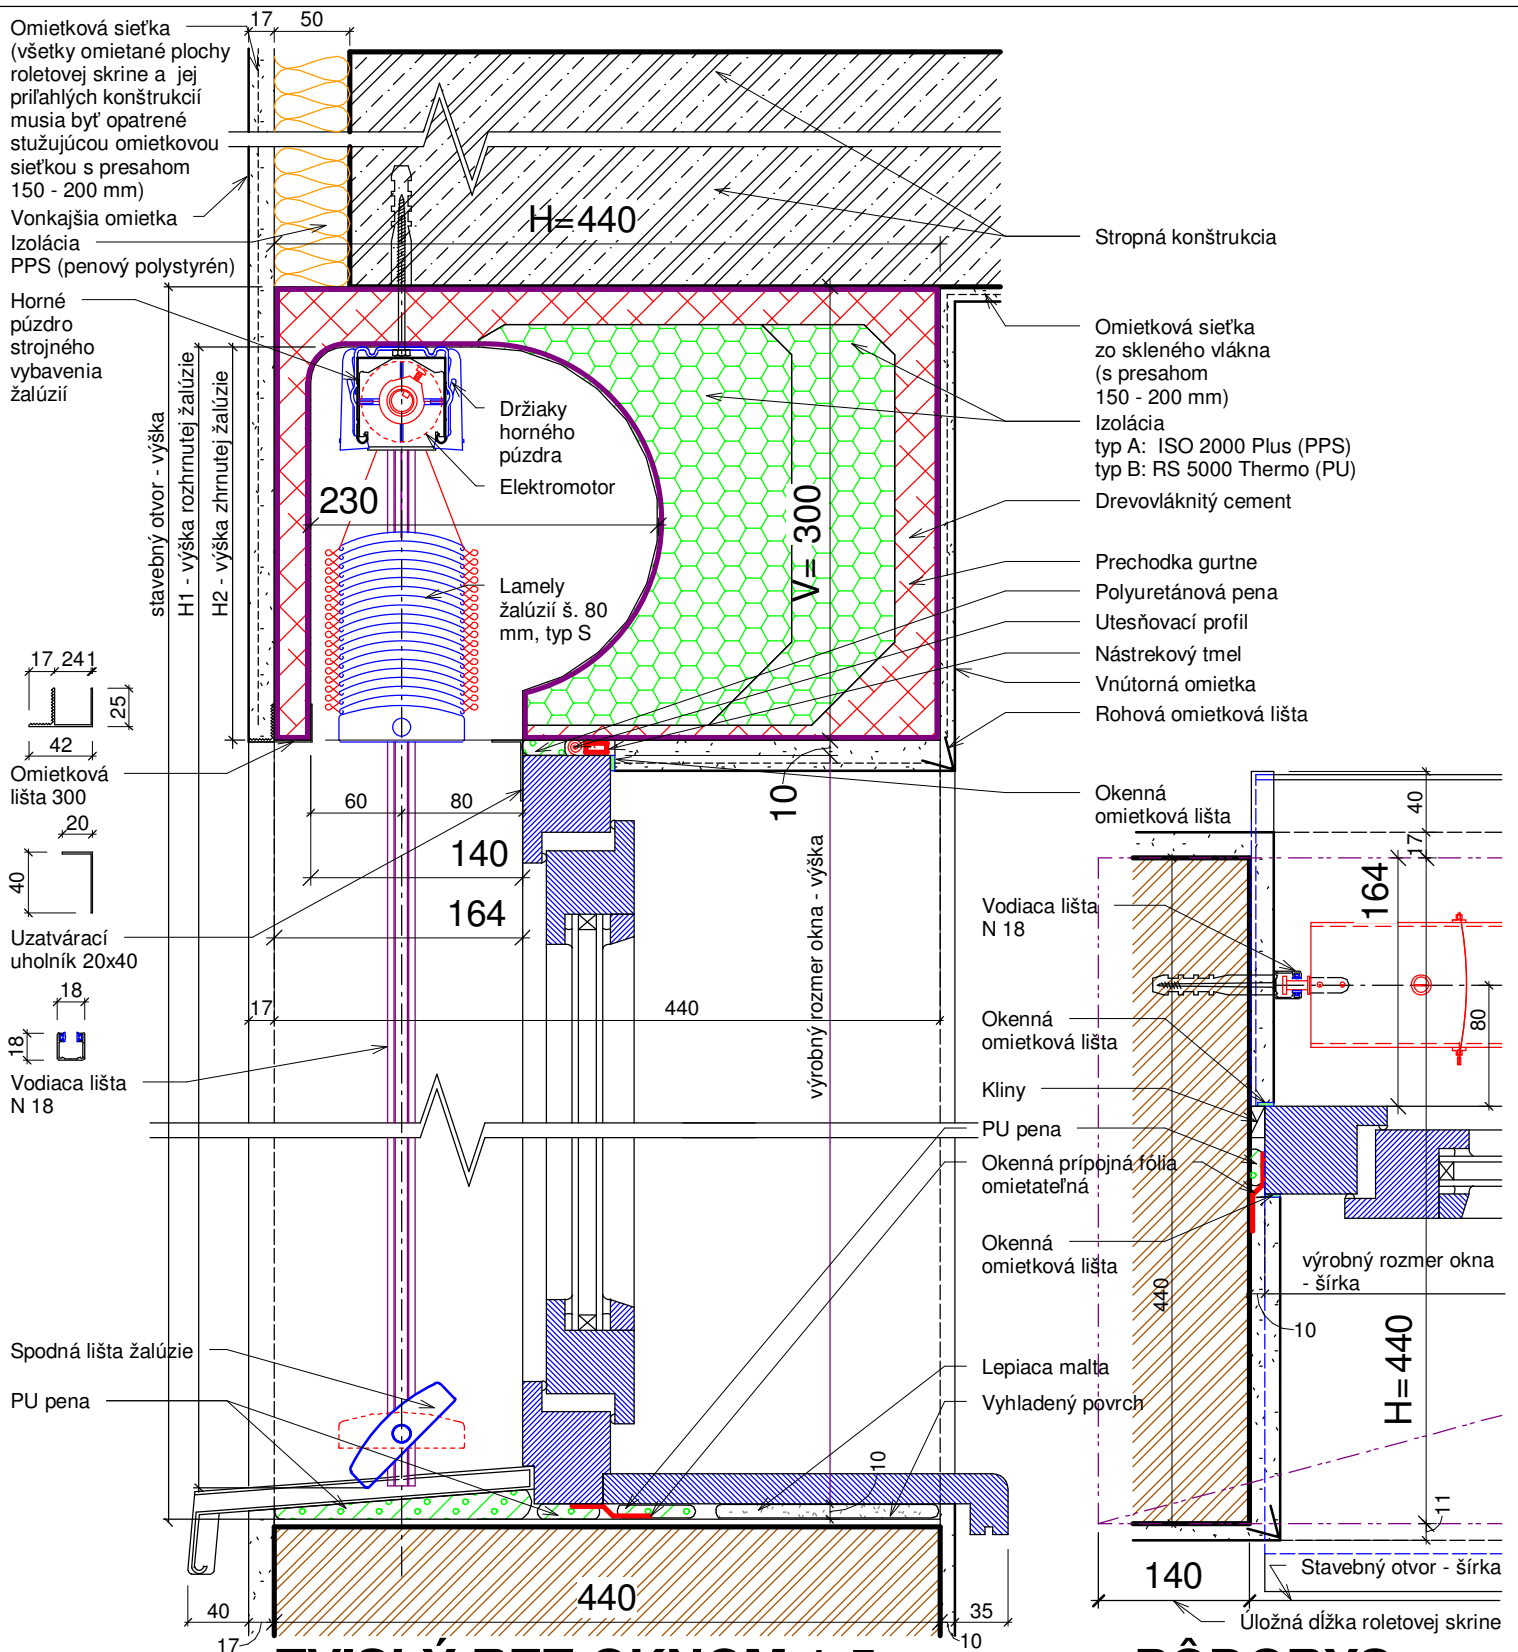 Omietková sieťka
(všetky omietané plochy
roletovej skrine a jej
priľahlých konštrukcií
musia byť opatrené
stužujúcou omietkovou
sieťkou s presahom
150 - 200 mm)
Vonkajšia omietka
Izolácia
PPS (penový polystyrén)
Horné
púzdro
strojného
vybavenia
žalúzií
17
50
H=440
stavebný otvor - výška
H1 - výška rozhrnutej žalúzie
H2 - výška zhrnutej žalúzie
Držiaky
horného
púzdra
Elektromotor
230
Lamely
žalúzií š. 80
mm, typ S
V= 300
Stropná konštrukcia
Omietková sieťka
zo skleného vlákna
(s presahom
150 - 200 mm)
Izolácia
typ A: ISO 2000 Plus (PPS)
typ B: RS 5000 Thermo (PU)
Drevovláknitý cement
Prechodka gurtne
Polyuretánová pena
Utesňovací profil
Nástrekový tmel
Vnútorná omietka
Rohová omietková lišta
Okenná
omietková lišta
17
241
25
42
Omietková
lišta 300
20
40
Uzatvárací
uholník 20x40
18
18
Vodiaca lišta
N 18
60
80
140
164
10
17
440
výrobný rozmer okna - výška
Spodná lišta žalúzie
PU pena
Vodiaca lišta
N 18
Okenná
omietková lišta
Kliny
PU pena
Okenná prípojná fólia
omietateľná
Okenná
omietková lišta
Lepiaca malta
Vyhladený povrch
10
10
40
17
440
10
35
40
17
164
80
výrobný rozmer okna
- šírka
10
440
H=440
11
140
Stavebný otvor - šírka
Úložná dĺžka roletovej skrine